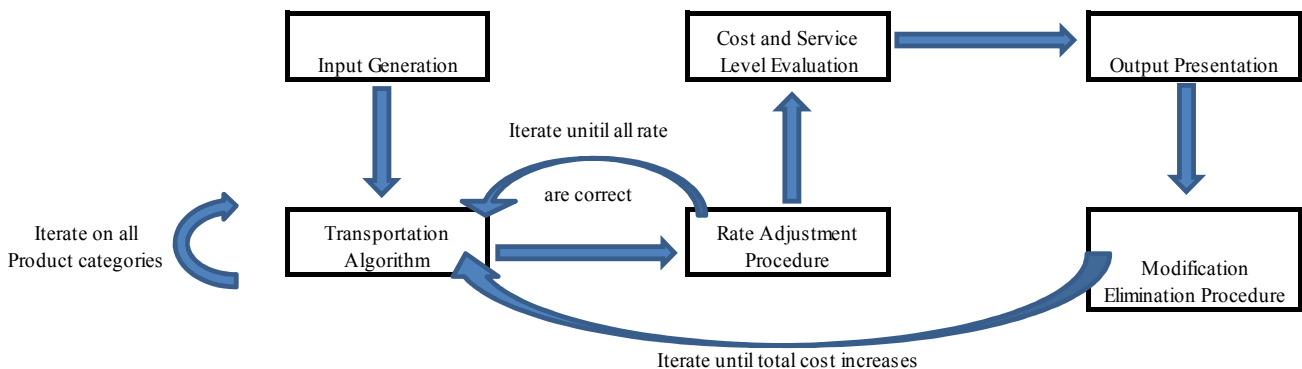 Input Generation
Cost and Service
Level Evaluation
Output Presentation
Iterate unitil all rate
are correct
Iterate on all
Product categories
Transportation
Algorithm
Rate Adjustment
Procedure
Modification
Elimination Procedure
Iterate until total cost increases